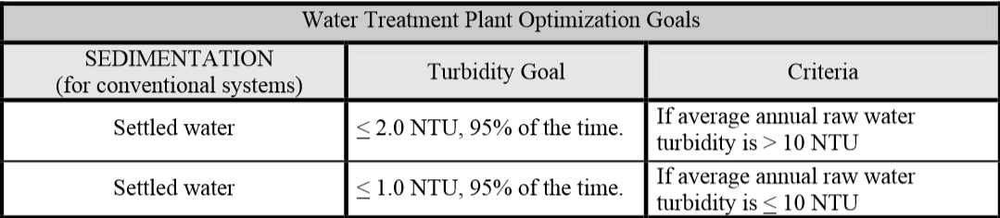 Water Treatment Plant Optimization Goals
SEDIMENTATION
(for conventional systems)
Turbidity Goal
Criteria
Settled water
≤ 2.0 NTU, 95% of the time.
If average annual raw water
turbidity is > 10 NTU
Settled water
≤ 1.0 NTU, 95% of the time.
If average annual raw water
turbidity is ≤ 10 NTU